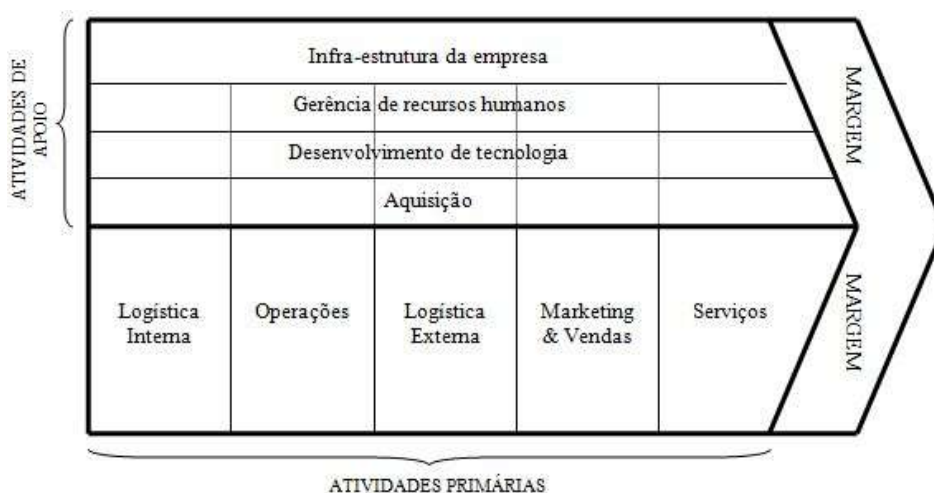 ATIVIDADES DE
APOIO
Infra-estrutura da empresa
Gerência de recursos humanos
Desenvolvimento de tecnologia
Aquisição
MARGEM
Logística
Interna
Operações
Logística
Externa
Marketing
& Vendas
Serviços
MARGEM
ATIVIDADES PRIMÁRIAS